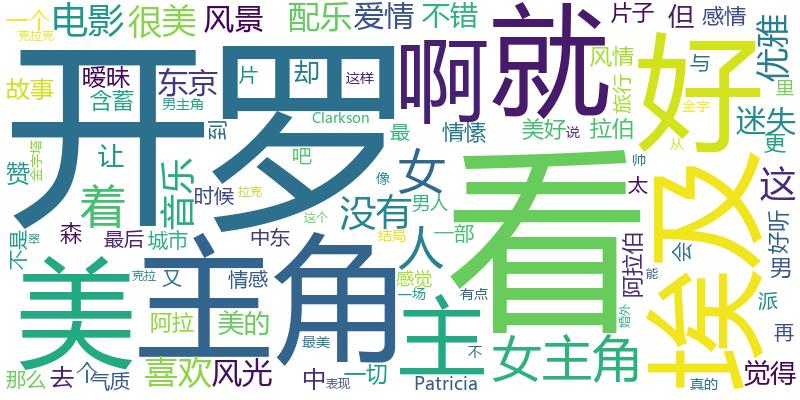 一个
克拉克
电影
很美
风景
配乐
爱情
不错
片子
但
感情
开罗
啊
就
好
优雅
暧昧
东京
片
却
这样
风情
与
里
故事
含蓄
男主角
到
Clarkson
最
情愫
美好
说
拉伯
旅行
金字
迷失
更
从
金字塔
让
吧
赞
着
音乐
时候
拉克
像
女
帅
太
这
没有
男人
看
埃及
不是
翠
森
最后
城市
中东
这个
结局
人
一部
阿拉伯
会
男
好听
美
主角
克拉
又
情感
感觉
一场
有点
能
派
阿拉
美的
最美
主
不
女主角
婚外
再
那么
去
个
气质
喜欢
风光
中
表现
一切
Patricia
真的
觉得